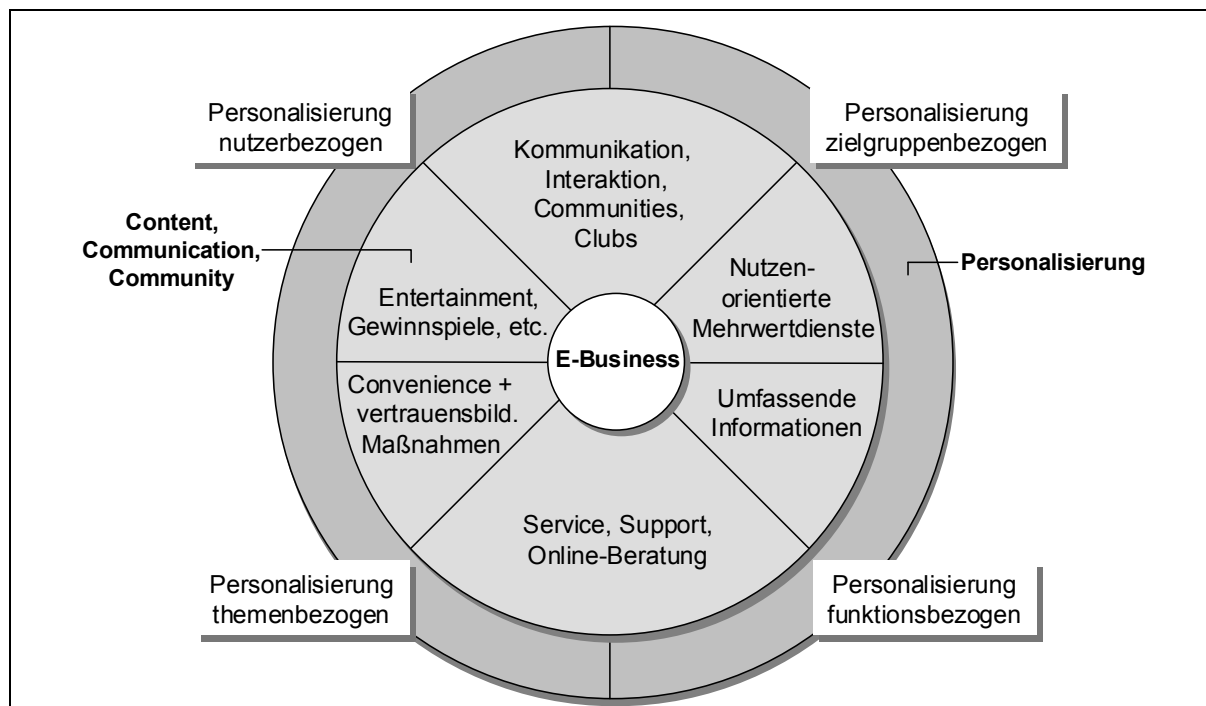 Personalisierung
nutzerbezogen
Personalisierung
zielgruppenbezogen
Kommunikation,
Interaktion,
Communities,
Clubs
Content,
Communication,
Community
Entertainment,
Gewinnspiele, etc.
Nutzen-
orientierte
Mehrwertdienste
Personalisierung
E-Business
Convenience +
vertrauensbild.
Maßnahmen
Umfassende
Informationen
Service, Support,
Online-Beratung
Personalisierung
themenbezogen
Personalisierung
funktionsbezogen